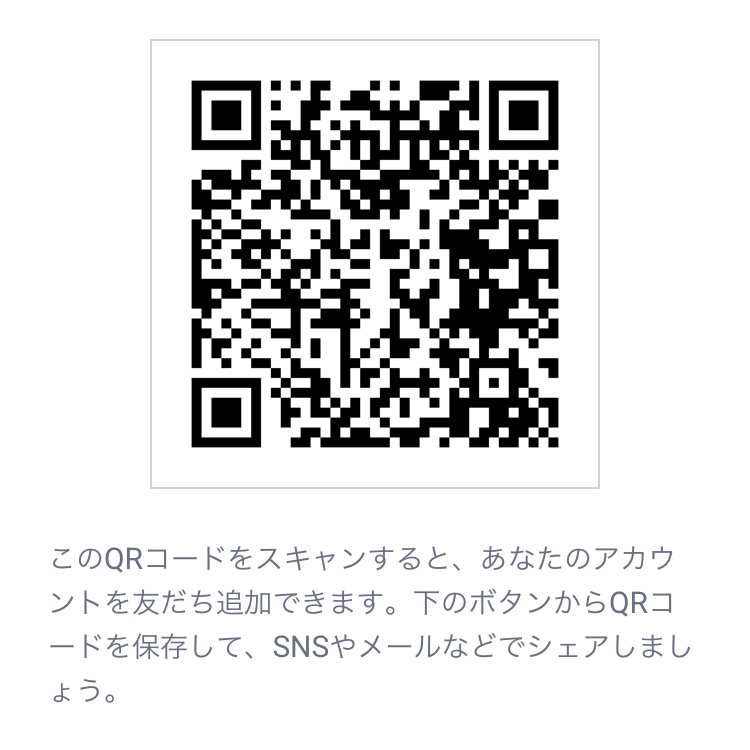 このQRコードをスキャンすると、あなたのアカウ
ントを友だち追加できます。下のボタンからQRコ
ードを保存して、SNSやメールなどでシェアしまし
ょう。